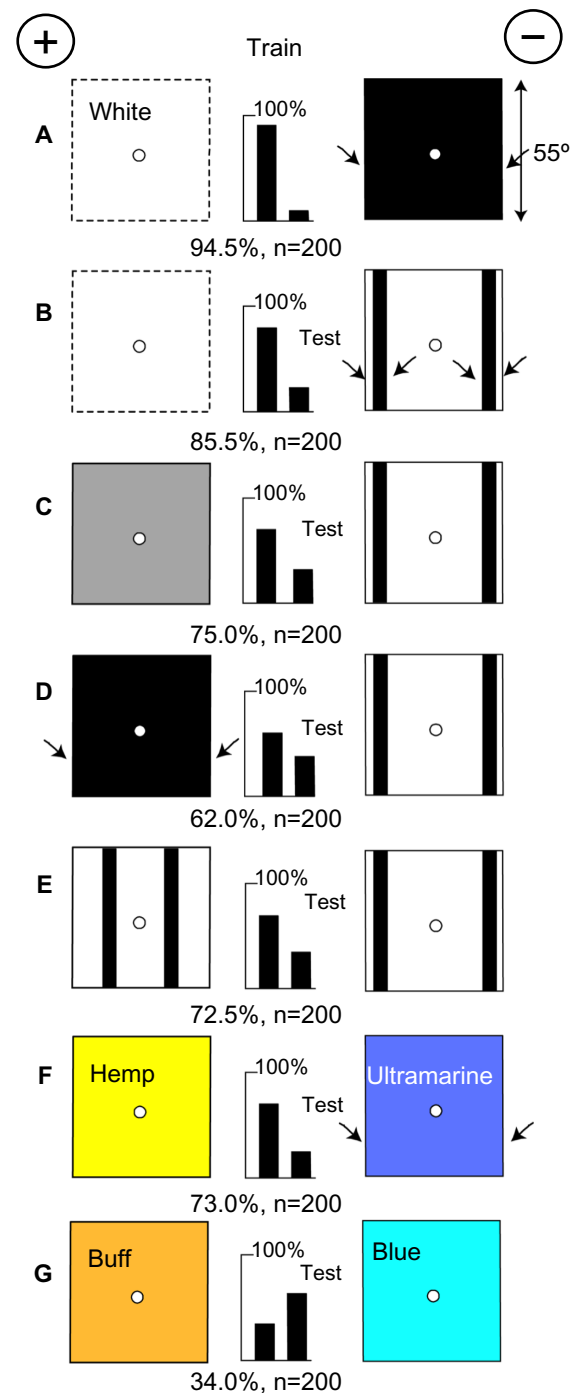 + Train −
A White 100% 55º
94.5%, n=200
B 100% Test
85.5%, n=200
C 100% Test
75.0%, n=200
D 100% Test
62.0%, n=200
E 100% Test
72.5%, n=200
F Hemp 100% Test Ultramarine
73.0%, n=200
G Buff 100% Test Blue
34.0%, n=200